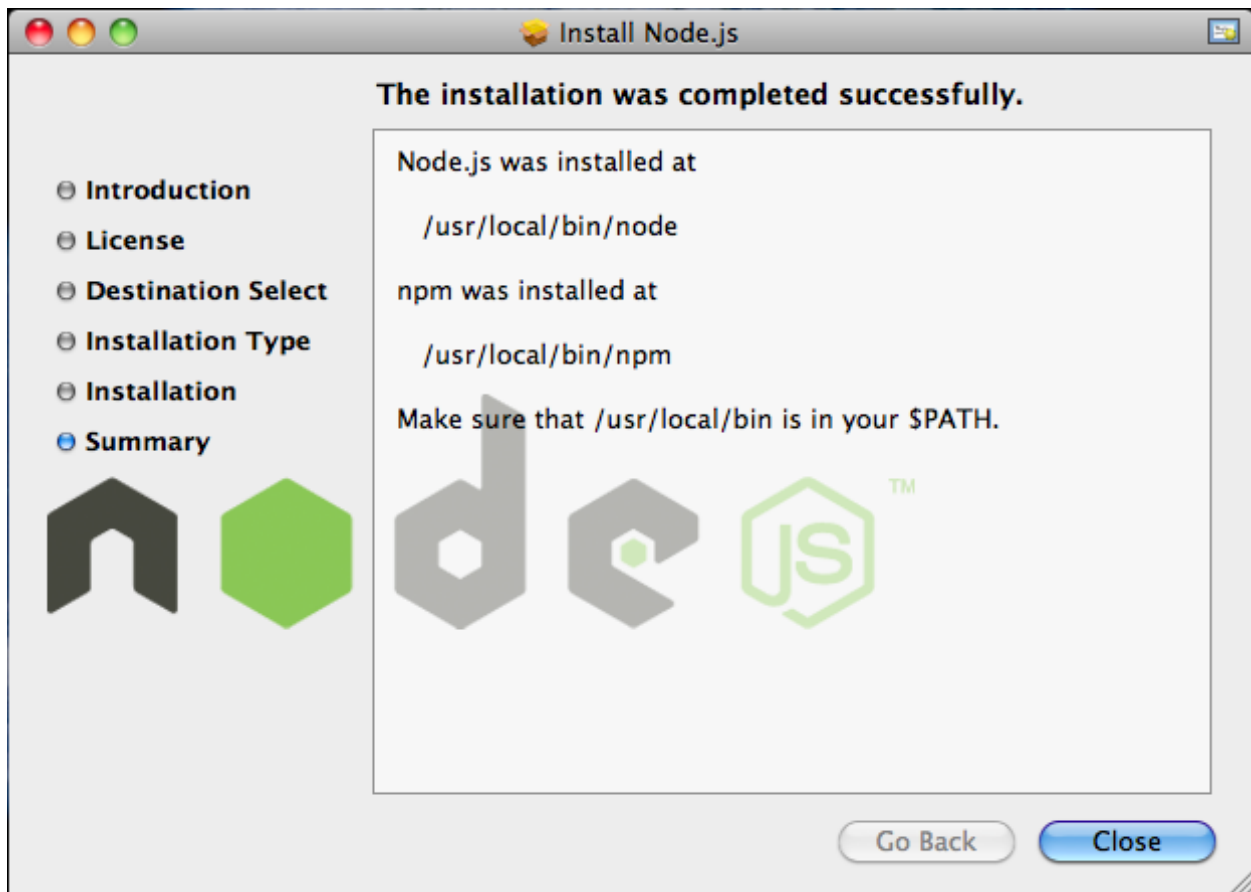 Install Node.js
The installation was completed successfully.
Introduction
License
Destination Select
Installation Type
Installation
Summary
Node.js was installed at
/usr/local/bin/node
npm was installed at
/usr/local/bin/npm
Make sure that /usr/local/bin is in your $PATH.
node JS TM
Go Back
Close